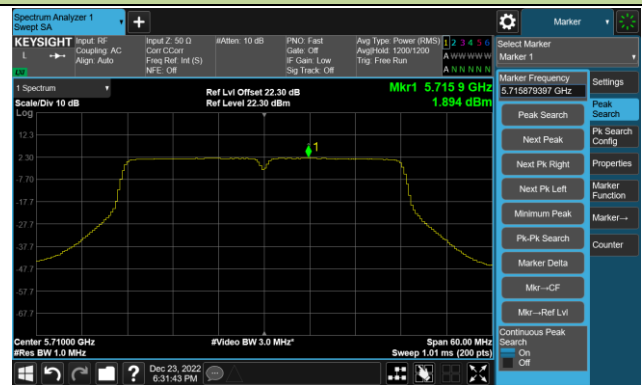 Spectrum Analyzer 1
Swept SA
Marker
KEYSIGHT
L
Input: RF
Coupling: AC
Align: Auto
Input Z: 50 Ω
Corr CCorr
Freq Ref: Int (S)
NFE: Off
#Atten: 10 dB
PNO: Fast
Gate: Off
IF Gain: Low
Sig Track: Off
Avg Type: Power (RMS)
Avg|Hold: 1200/1200
Trig: Free Run
1 2 3 4 5 6
A W W W W W
A N N N N N
Select Marker
Marker 1
1 Spectrum
Scale/Div 10 dB
Log
Ref Lvl Offset 22.30 dB
Ref Level 22.30 dBm
Mkr1 5.715 9 GHz
1.894 dBm
12.3
2.30
-7.70
-17.7
-27.7
-37.7
-47.7
-57.7
-67.7
1
Center 5.71000 GHz
#Res BW 1.0 MHz
#Video BW 3.0 MHz*
Span 60.00 MHz
Sweep 1.01 ms (200 pts)
Marker Frequency
5.715879397 GHz
Peak Search
Next Peak
Next Pk Right
Next Pk Left
Minimum Peak
Pk-Pk Search
Marker Delta
Mkr→CF
Mkr→Ref Lvl
Continuous Peak
Search
On
Off
Settings
Peak
Search
Pk Search
Config
Properties
Marker
Function
Marker→
Counter
?
Dec 23, 2022
6:31:43 PM